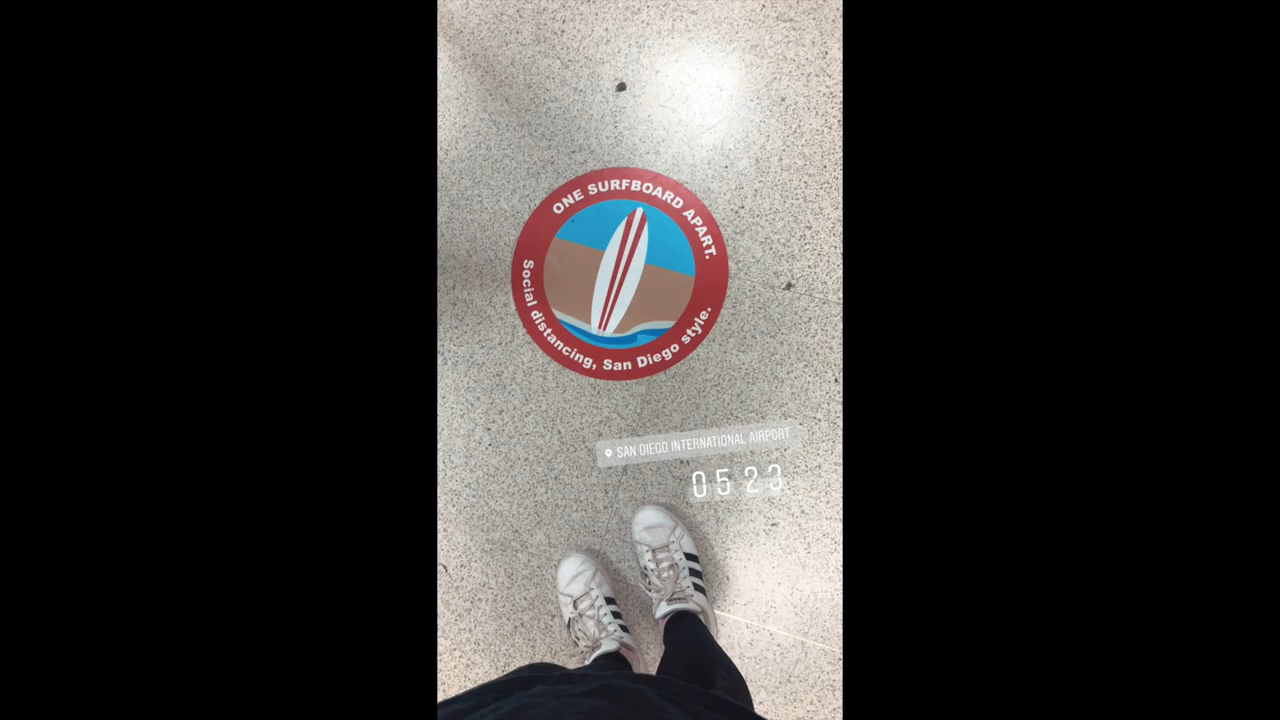 ONE SURFBOARD APART.
Social distancing, San Diego style.
SAN DIEGO INTERNATIONAL AIRPORT
05 23